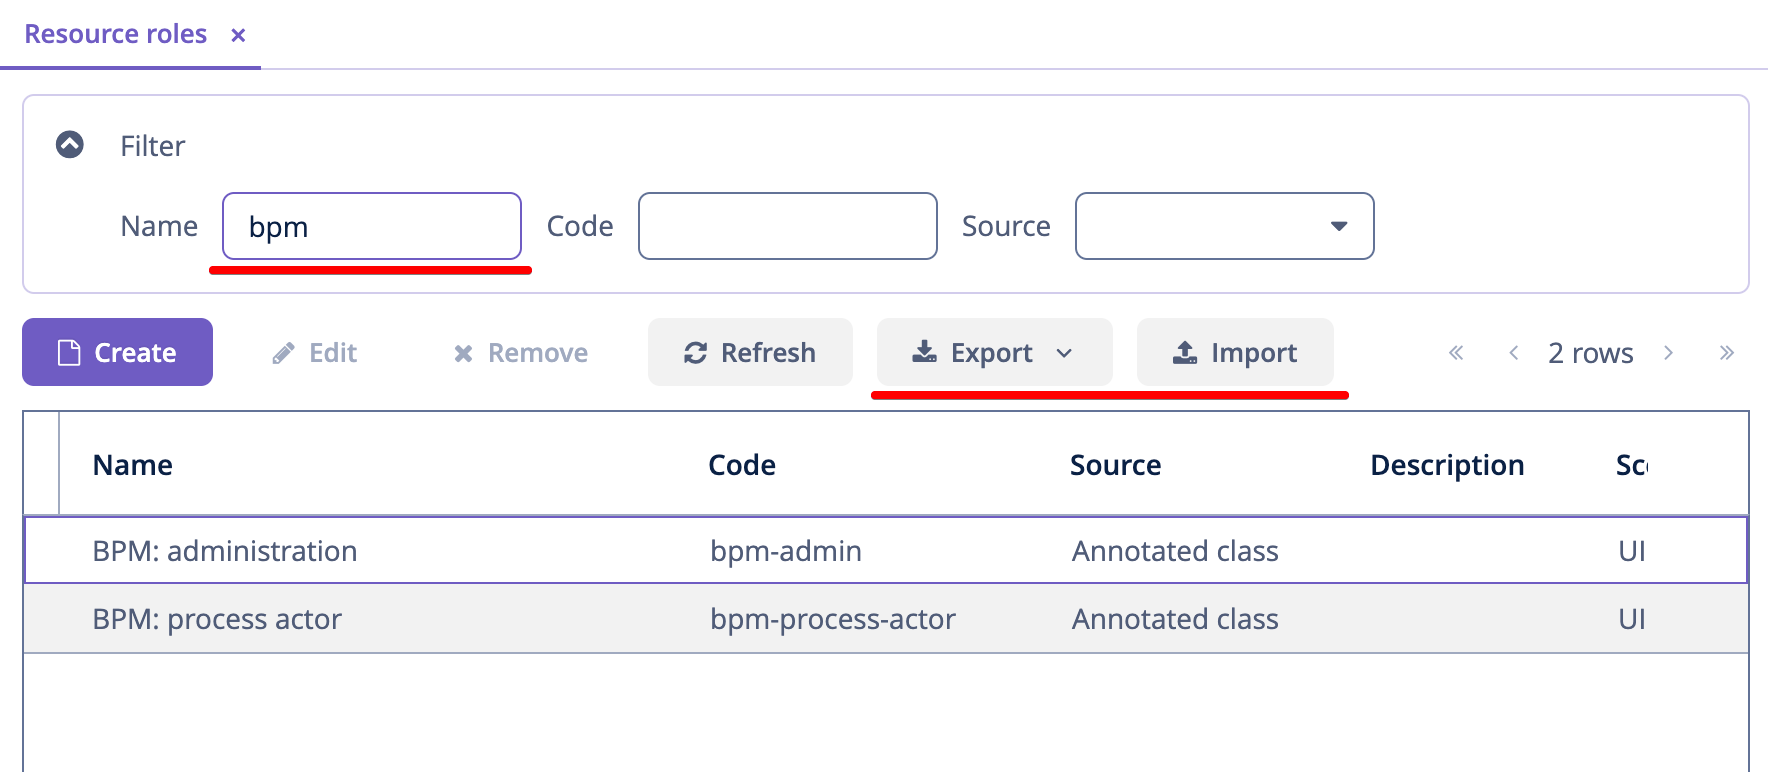 Resource roles ×
Filter
Name bpm Code Source
Create Edit Remove Refresh Export Import « ‹ 2 rows › »
Name Code Source Description Sc
BPM: administration bpm-admin Annotated class UI
BPM: process actor bpm-process-actor Annotated class UI